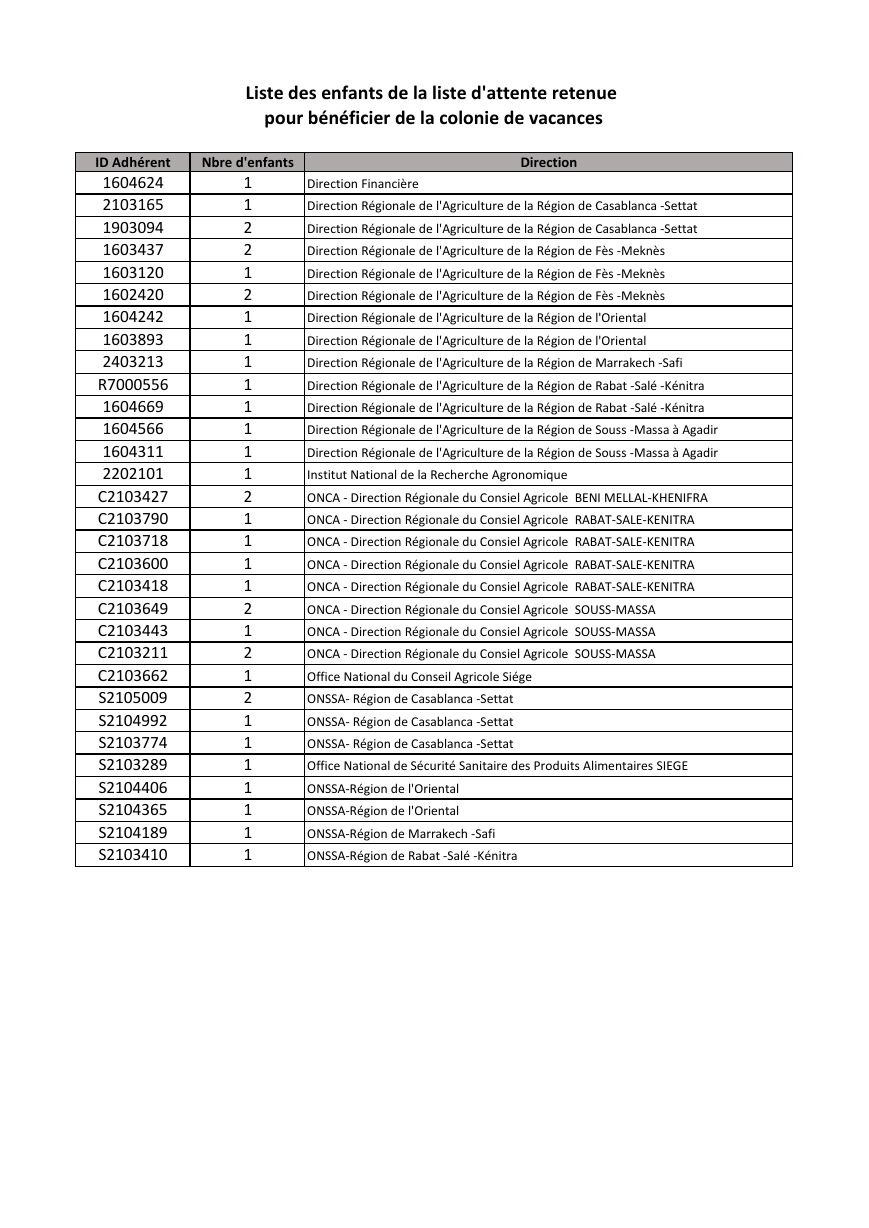 Liste des enfants de la liste d'attente retenue
pour bénéficier de la colonie de vacances
ID Adhérent Nbre d'enfants Direction
1604624 1 Direction Financière
2103165 1 Direction Régionale de l'Agriculture de la Région de Casablanca -Settat
1903094 2 Direction Régionale de l'Agriculture de la Région de Casablanca -Settat
1603437 2 Direction Régionale de l'Agriculture de la Région de Fès -Meknès
1603120 1 Direction Régionale de l'Agriculture de la Région de Fès -Meknès
1602420 2 Direction Régionale de l'Agriculture de la Région de Fès -Meknès
1604242 1 Direction Régionale de l'Agriculture de la Région de l'Oriental
1603893 1 Direction Régionale de l'Agriculture de la Région de l'Oriental
2403213 1 Direction Régionale de l'Agriculture de la Région de Marrakech -Safi
R7000556 1 Direction Régionale de l'Agriculture de la Région de Rabat -Salé -Kénitra
1604669 1 Direction Régionale de l'Agriculture de la Région de Rabat -Salé -Kénitra
1604566 1 Direction Régionale de l'Agriculture de la Région de Souss -Massa à Agadir
1604311 1 Direction Régionale de l'Agriculture de la Région de Souss -Massa à Agadir
2202101 1 Institut National de la Recherche Agronomique
C2103427 2 ONCA - Direction Régionale du Consiel Agricole  BENI MELLAL-KHENIFRA
C2103790 1 ONCA - Direction Régionale du Consiel Agricole  RABAT-SALE-KENITRA
C2103718 1 ONCA - Direction Régionale du Consiel Agricole  RABAT-SALE-KENITRA
C2103600 1 ONCA - Direction Régionale du Consiel Agricole  RABAT-SALE-KENITRA
C2103418 1 ONCA - Direction Régionale du Consiel Agricole  RABAT-SALE-KENITRA
C2103649 2 ONCA - Direction Régionale du Consiel Agricole  SOUSS-MASSA
C2103443 1 ONCA - Direction Régionale du Consiel Agricole  SOUSS-MASSA
C2103211 2 ONCA - Direction Régionale du Consiel Agricole  SOUSS-MASSA
C2103662 1 Office National du Conseil Agricole Siége
S2105009 2 ONSSA- Région de Casablanca -Settat
S2104992 1 ONSSA- Région de Casablanca -Settat
S2103774 1 ONSSA- Région de Casablanca -Settat
S2103289 1 Office National de Sécurité Sanitaire des Produits Alimentaires SIEGE
S2104406 1 ONSSA-Région de l'Oriental
S2104365 1 ONSSA-Région de l'Oriental
S2104189 1 ONSSA-Région de Marrakech -Safi
S2103410 1 ONSSA-Région de Rabat -Salé -Kénitra